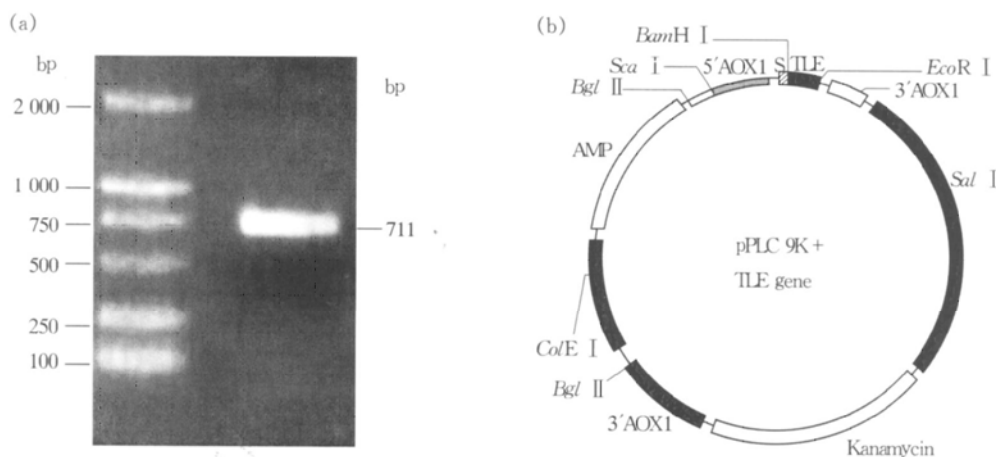 (a)
bp
bp
2 000
1 000
750
711
500
250
100
(b)
BamH I
Sca I
5′AOX1
S
TLE
EcoR I
Bgl II
3′AOX1
AMP
Sal I
pPLC 9K +
TLE gene
ColE I
Bgl II
3′AOX1
Kanamycin